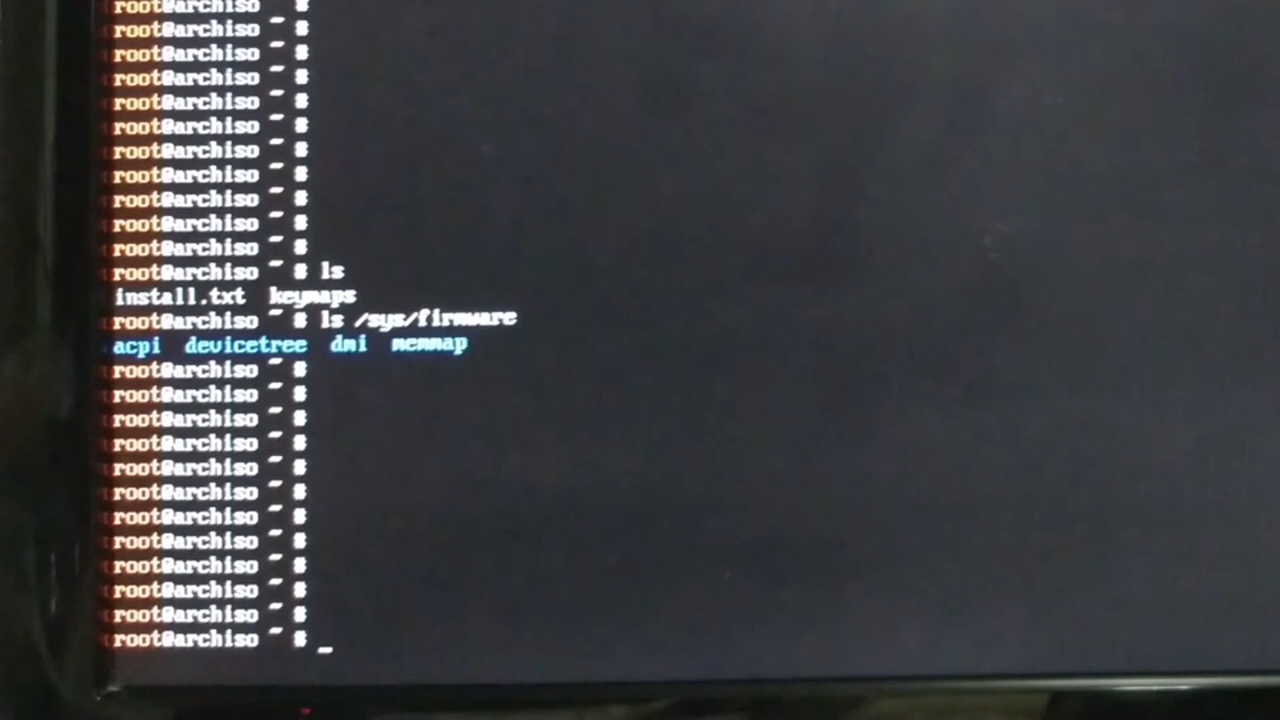 root@archiso ~ #
root@archiso ~ #
root@archiso ~ #
root@archiso ~ #
root@archiso ~ #
root@archiso ~ #
root@archiso ~ #
root@archiso ~ #
root@archiso ~ #
root@archiso ~ #
root@archiso ~ #
root@archiso ~ # ls
install.txt keymaps
root@archiso ~ # ls /sys/firmware
acpi devicetree dmi memmap
root@archiso ~ #
root@archiso ~ #
root@archiso ~ #
root@archiso ~ #
root@archiso ~ #
root@archiso ~ #
root@archiso ~ #
root@archiso ~ #
root@archiso ~ #
root@archiso ~ #
root@archiso ~ #
root@archiso ~ # _